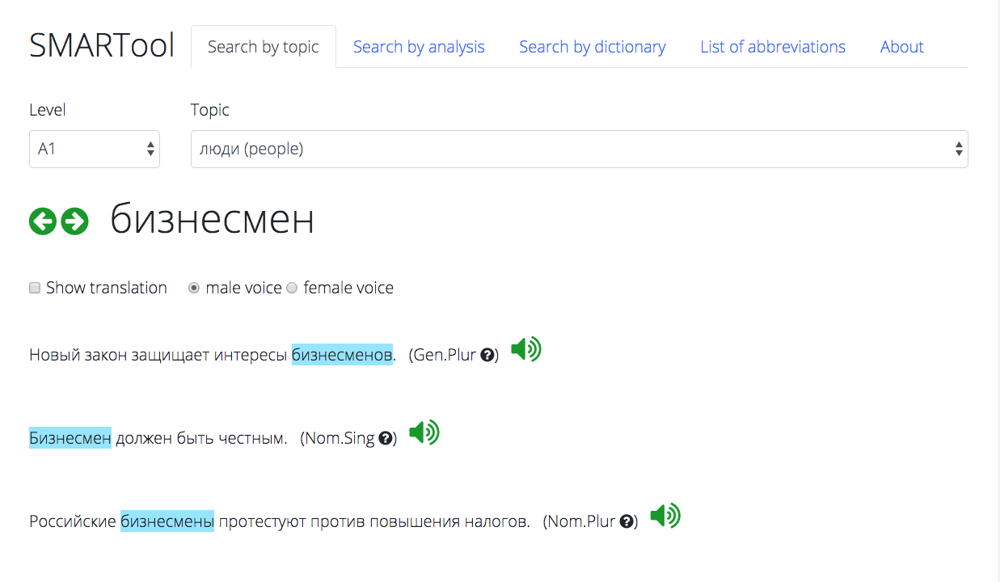 SMARTool Search by topic Search by analysis Search by dictionary List of abbreviations About
Level Topic
A1 люди (people)
бизнесмен
Show translation male voice female voice
Новый закон защищает интересы бизнесменов. (Gen.Plur ?)
Бизнесмен должен быть честным. (Nom.Sing ?)
Российские бизнесмены протестуют против повышения налогов. (Nom.Plur ?)